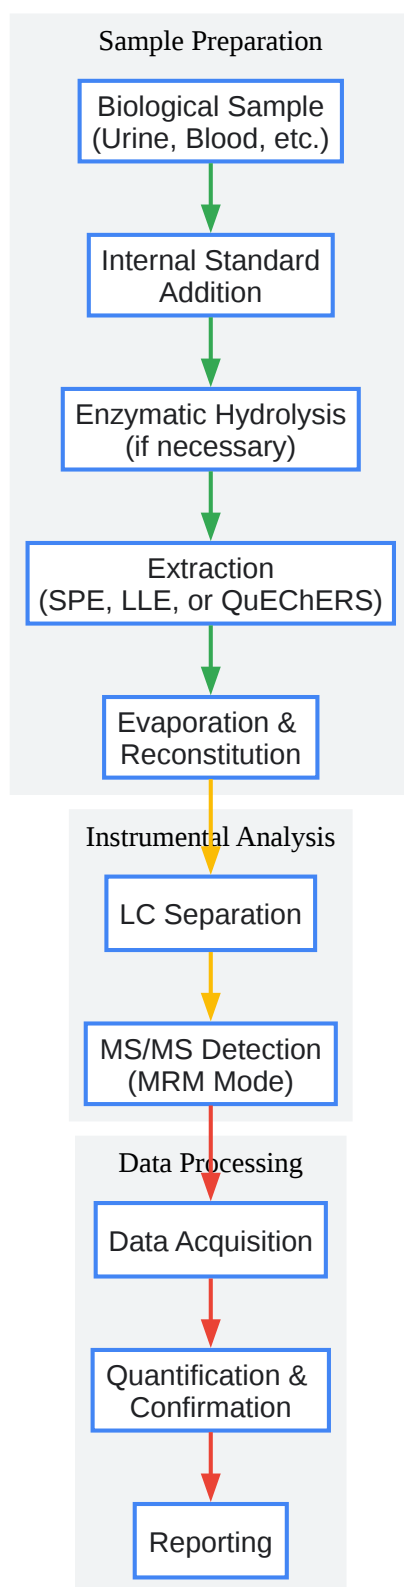 Sample Preparation
Biological Sample
(Urine, Blood, etc.)
Internal Standard
Addition
Enzymatic Hydrolysis
(if necessary)
Extraction
(SPE, LLE, or QuEChERS)
Evaporation &
Reconstitution
Instrumental Analysis
LC Separation
MS/MS Detection
(MRM Mode)
Data Processing
Data Acquisition
Quantification &
Confirmation
Reporting